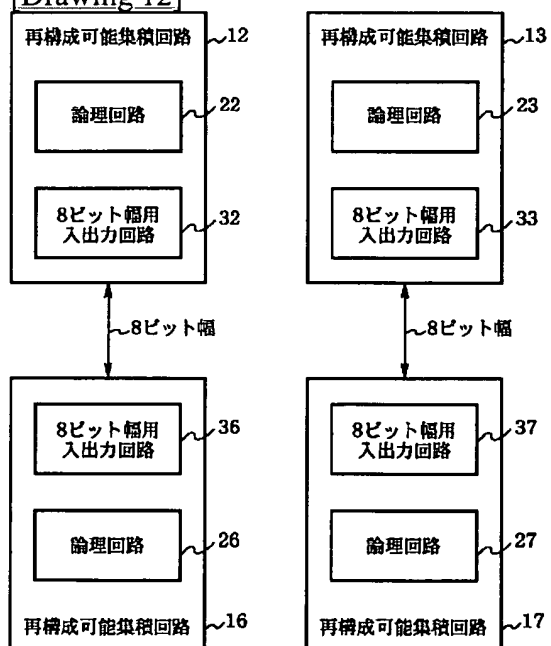 [Drawing 12]
再構成可能集積回路 12
論理回路 22
8ビット幅用
入出力回路 32
8ビット幅
8ビット幅用
入出力回路 36
論理回路 26
再構成可能集積回路 16
再構成可能集積回路 13
論理回路 23
8ビット幅用
入出力回路 33
8ビット幅
8ビット幅用
入出力回路 37
論理回路 27
再構成可能集積回路 17